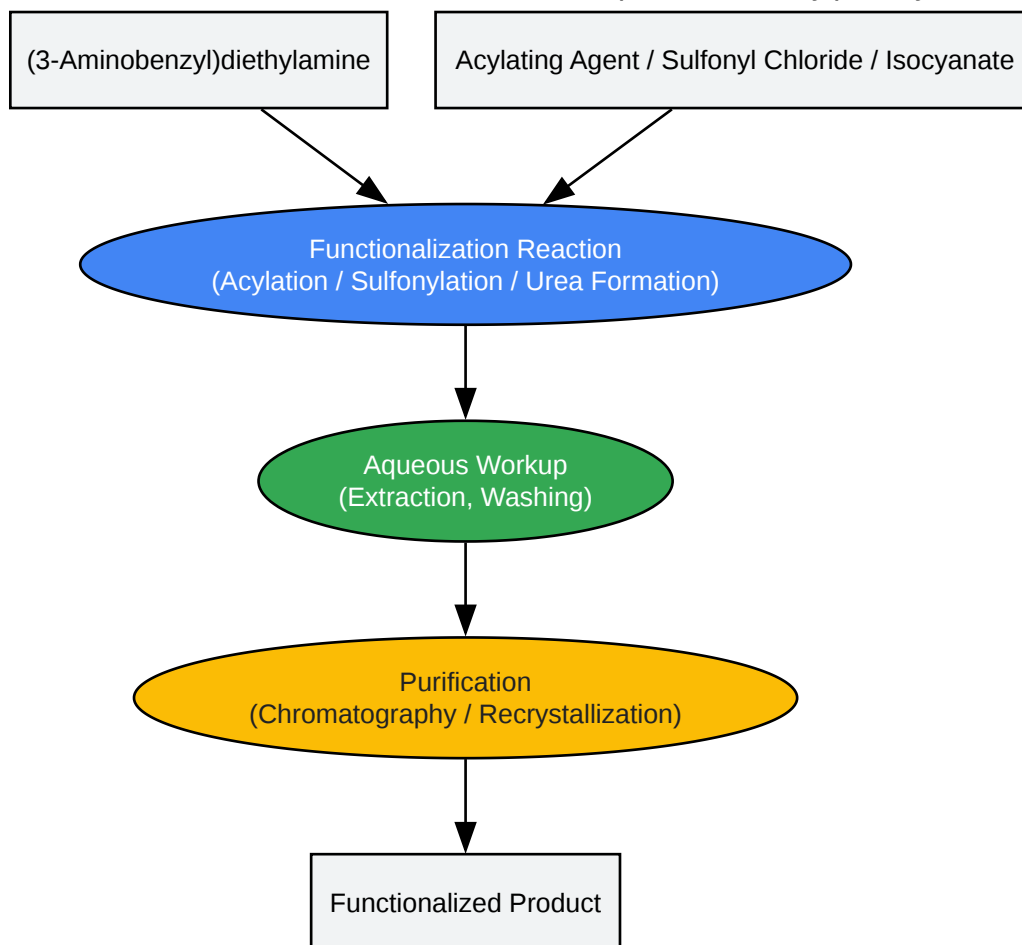 (3-Aminobenzyl)diethylamine
Acylating Agent / Sulfonyl Chloride / Isocyanate
Functionalization Reaction
(Acylation / Sulfonylation / Urea Formation)
Aqueous Workup
(Extraction, Washing)
Purification
(Chromatography / Recrystallization)
Functionalized Product